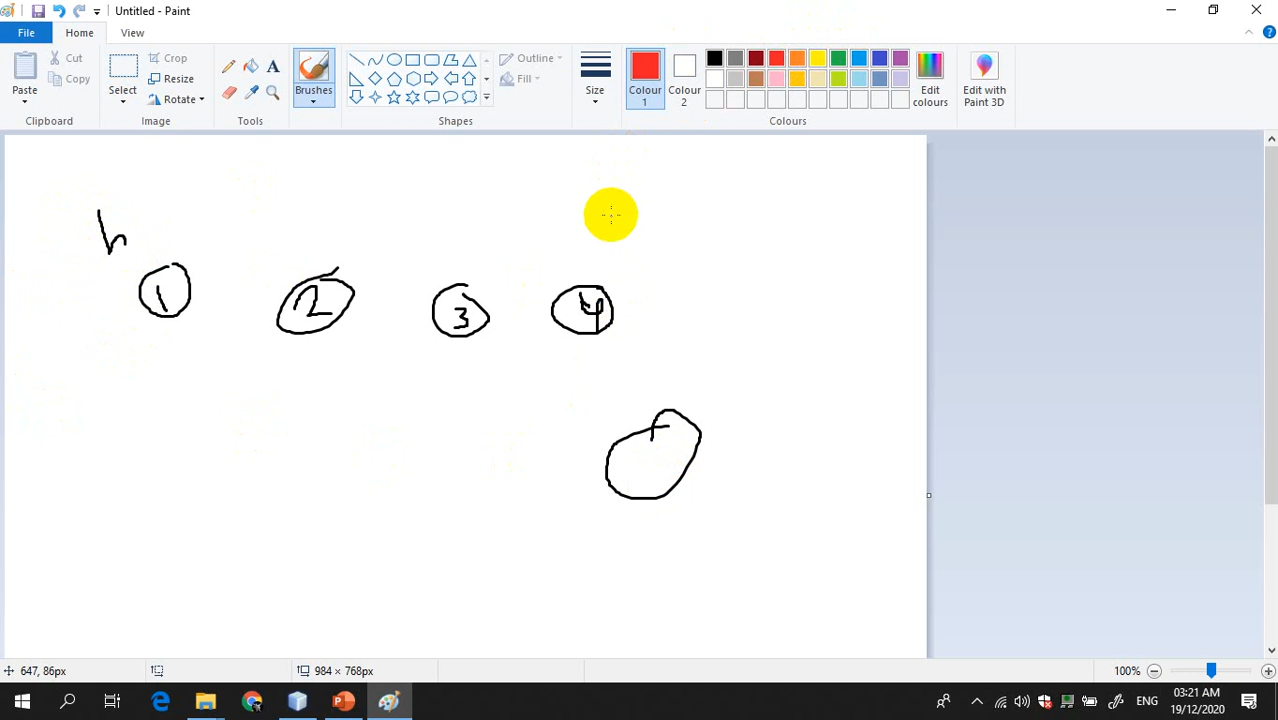 Untitled - Paint
File Home View
Cut Crop Outline Edit Edit with
Paste Copy Select Resize Brushes Fill Size Colour Colour colours Paint 3D
Rotate 1 2
Clipboard Image Tools Shapes Colours
h
1 2 3 4
647, 86px 984 × 768px 100%
ENG 03:21 AM
19/12/2020